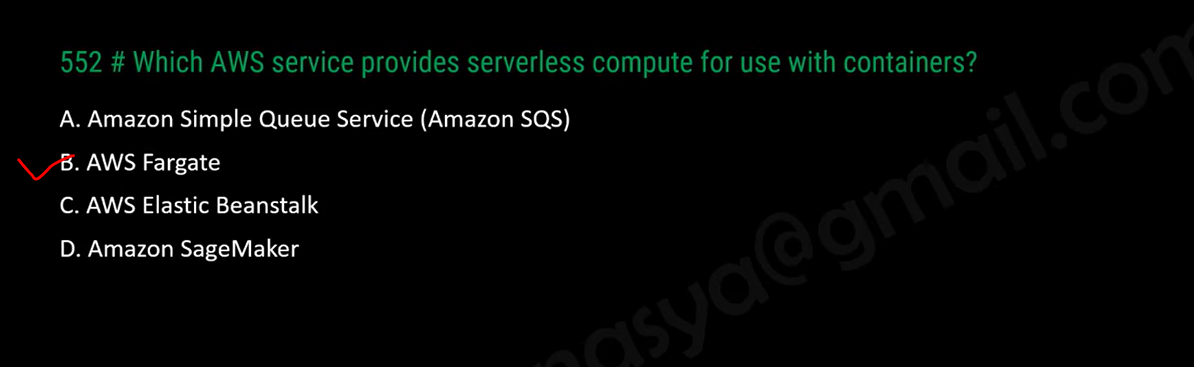 552 # Which AWS service provides serverless compute for use with containers?
A. Amazon Simple Queue Service (Amazon SQS)
B. AWS Fargate
C. AWS Elastic Beanstalk
D. Amazon SageMaker